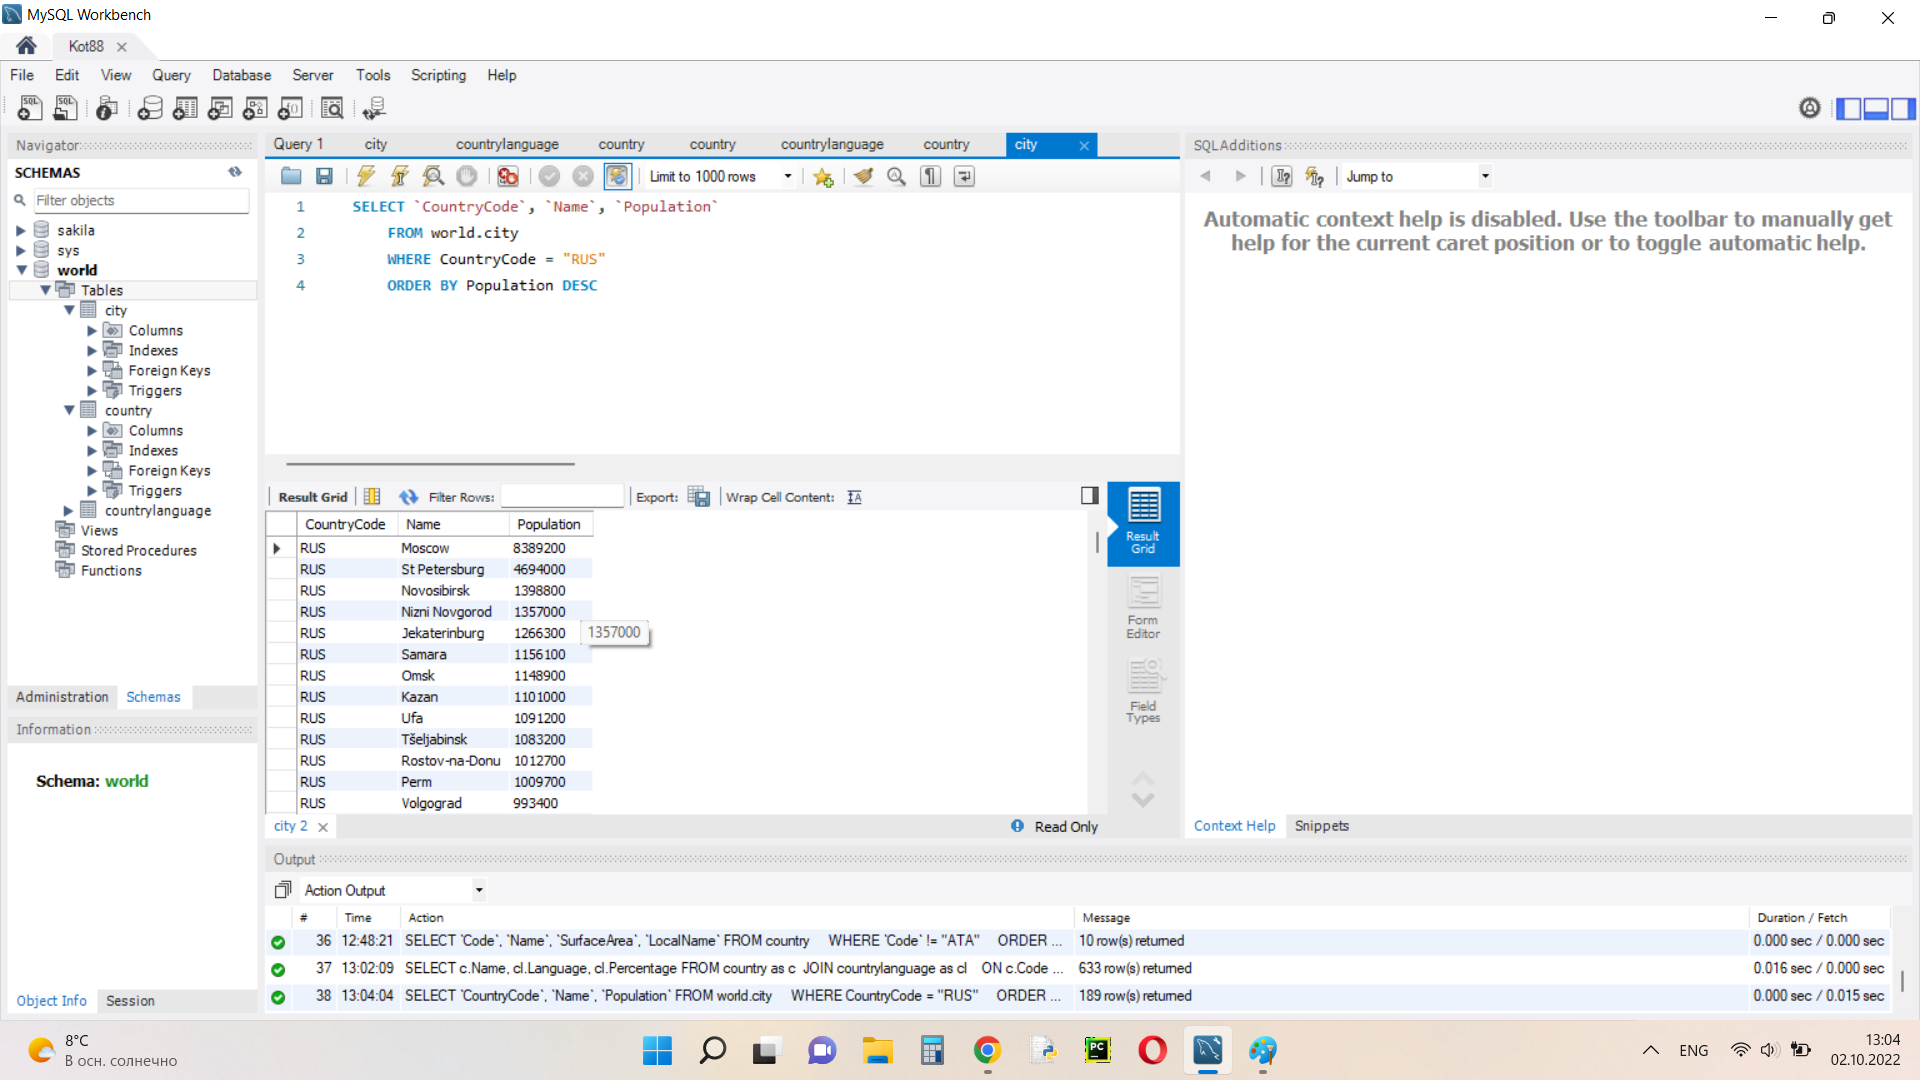 MySQL Workbench
Kot88
File Edit View Query Database Server Tools Scripting Help
Navigator
SCHEMAS
Filter objects
sakila
sys
world
Tables
city
Columns
Indexes
Foreign Keys
Triggers
country
Columns
Indexes
Foreign Keys
Triggers
countrylanguage
Views
Stored Procedures
Functions
Administration Schemas
Information
Schema: world
Object Info Session
Query 1 city countrylanguage country country countrylanguage country city
Limit to 1000 rows
1 SELECT `CountryCode`, `Name`, `Population`
2 FROM world.city
3 WHERE CountryCode = "RUS"
4 ORDER BY Population DESC
Result Grid Filter Rows: Export: Wrap Cell Content:
CountryCode Name Population
RUS Moscow 8389200
RUS St Petersburg 4694000
RUS Novosibirsk 1398800
RUS Nizni Novgorod 1357000
RUS Jekaterinburg 1266300
1357000
RUS Samara 1156100
RUS Omsk 1148900
RUS Kazan 1101000
RUS Ufa 1091200
RUS Tšeljabinsk 1083200
RUS Rostov-na-Donu 1012700
RUS Perm 1009700
RUS Volgograd 993400
Result
Grid
Form
Editor
Field
Types
city 2
Read Only
SQLAdditions
Jump to
Automatic context help is disabled. Use the toolbar to manually get
help for the current caret position or to toggle automatic help.
Context Help Snippets
Output
Action Output
# Time Action Message Duration / Fetch
36 12:48:21 SELECT `Code`, `Name`, `SurfaceArea`, `LocalName` FROM country WHERE `Code` != "ATA" ORDER ... 10 row(s) returned 0.000 sec / 0.000 sec
37 13:02:09 SELECT c.Name, cl.Language, cl.Percentage FROM country as c JOIN countrylanguage as cl ON c.Code ... 633 row(s) returned 0.016 sec / 0.000 sec
38 13:04:04 SELECT `CountryCode`, `Name`, `Population` FROM world.city WHERE CountryCode = "RUS" ORDER ... 189 row(s) returned 0.000 sec / 0.015 sec
8°C
В осн. солнечно
PC
ENG
13:04
02.10.2022